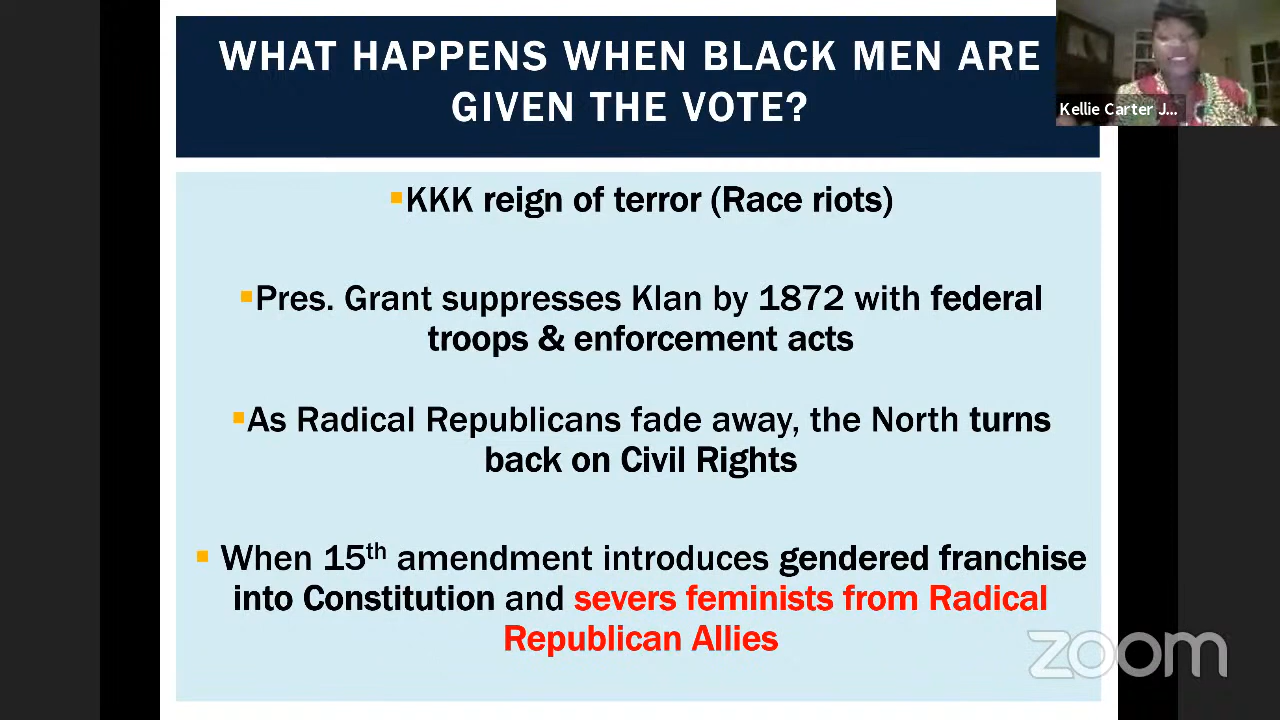 WHAT HAPPENS WHEN BLACK MEN ARE
GIVEN THE VOTE?
Kellie Carter J...
▪KKK reign of terror (Race riots)
▪Pres. Grant suppresses Klan by 1872 with federal
troops & enforcement acts
▪As Radical Republicans fade away, the North turns
back on Civil Rights
▪ When 15th amendment introduces gendered franchise
into Constitution and severs feminists from Radical
Republican Allies
zoom